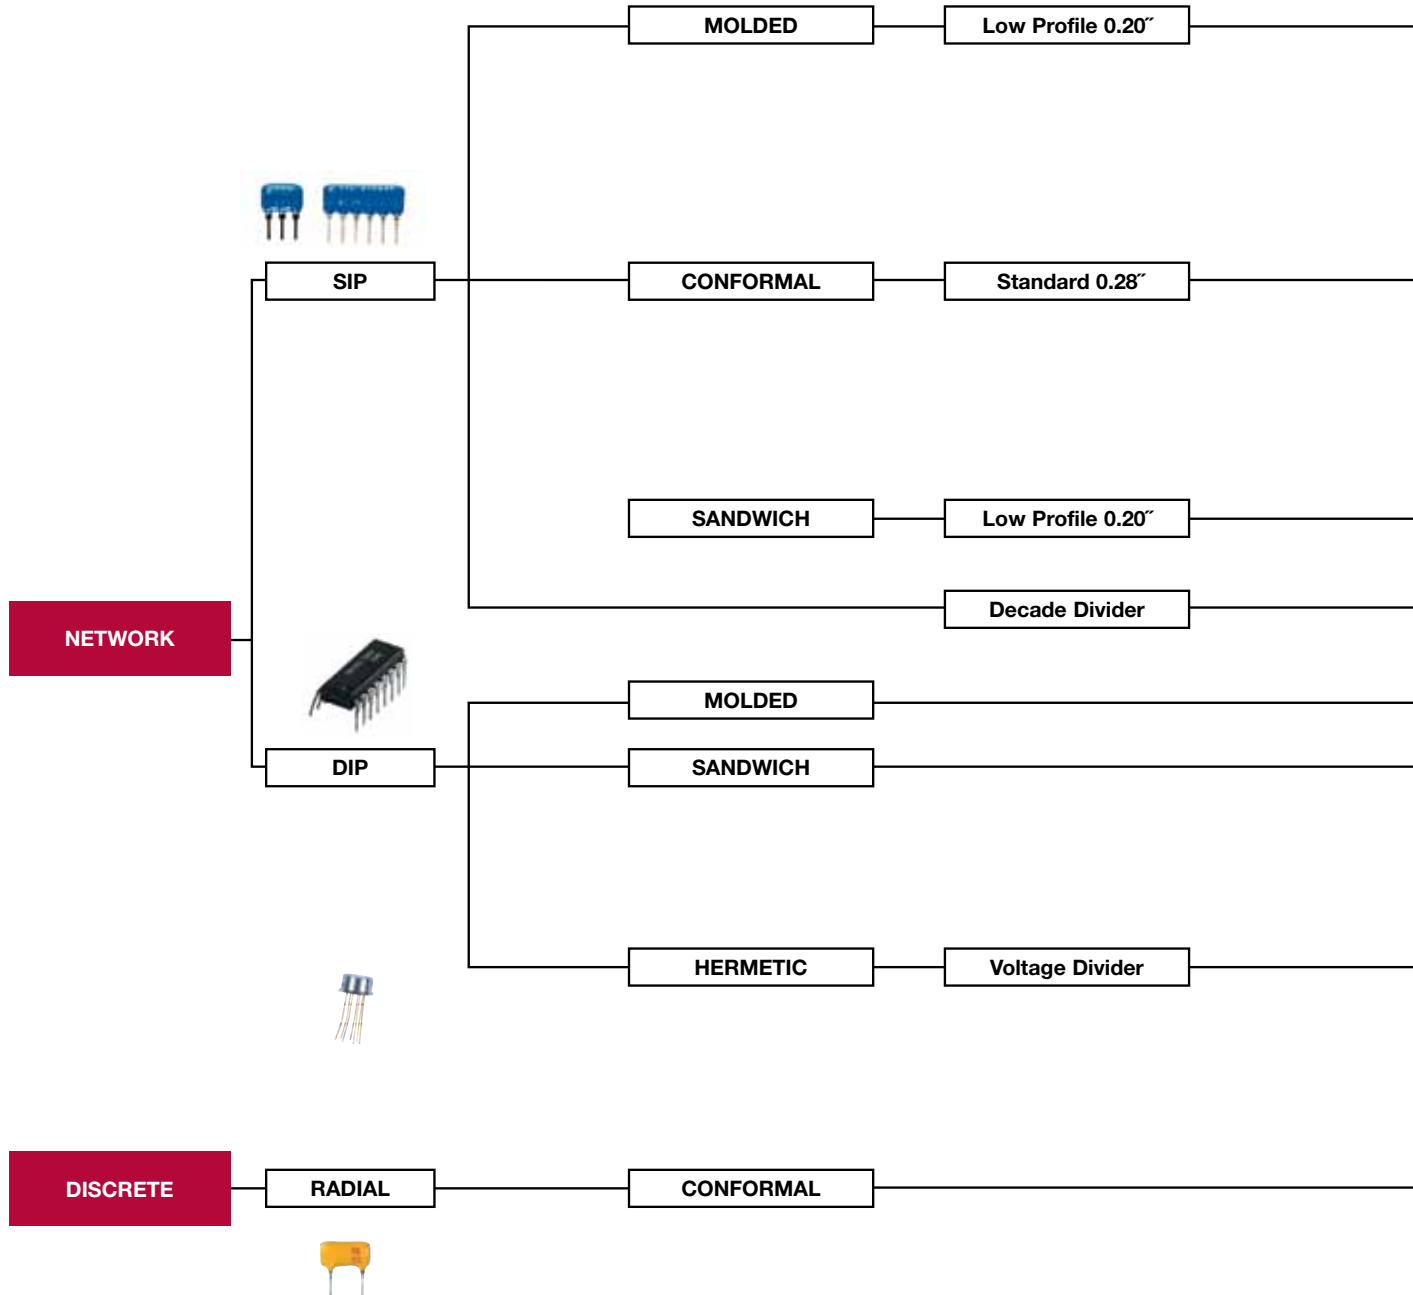 MOLDED
Low Profile 0.20˝
SIP
CONFORMAL
Standard 0.28˝
SANDWICH
Low Profile 0.20˝
Decade Divider
NETWORK
MOLDED
DIP
SANDWICH
HERMETIC
Voltage Divider
DISCRETE
RADIAL
CONFORMAL